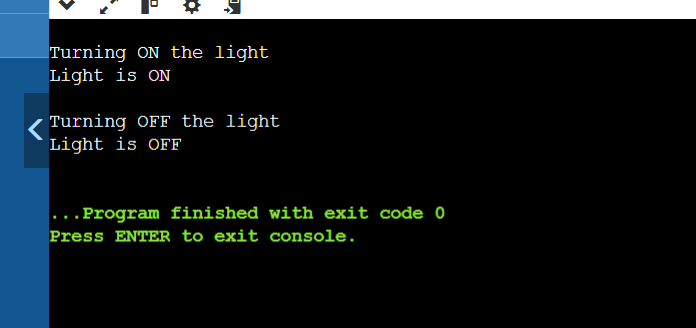 Turning ON the light
Light is ON
Turning OFF the light
Light is OFF
...Program finished with exit code 0
Press ENTER to exit console.